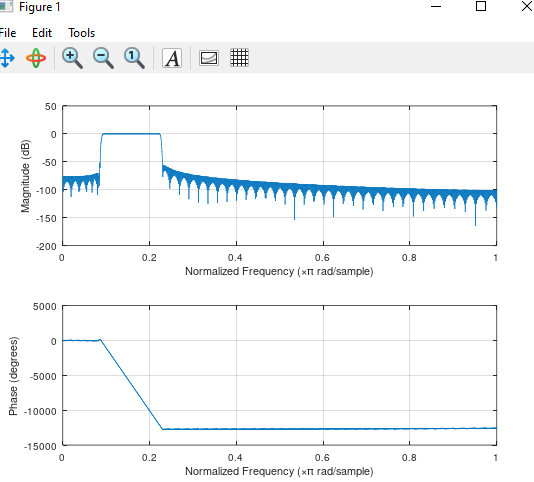 Figure 1
File Edit Tools
1 A
50
0
-50
-100
-150
-200
Magnitude (dB)
0 0.2 0.4 0.6 0.8 1
Normalized Frequency (×π rad/sample)
5000
0
-5000
-10000
-15000
Phase (degrees)
0 0.2 0.4 0.6 0.8 1
Normalized Frequency (×π rad/sample)